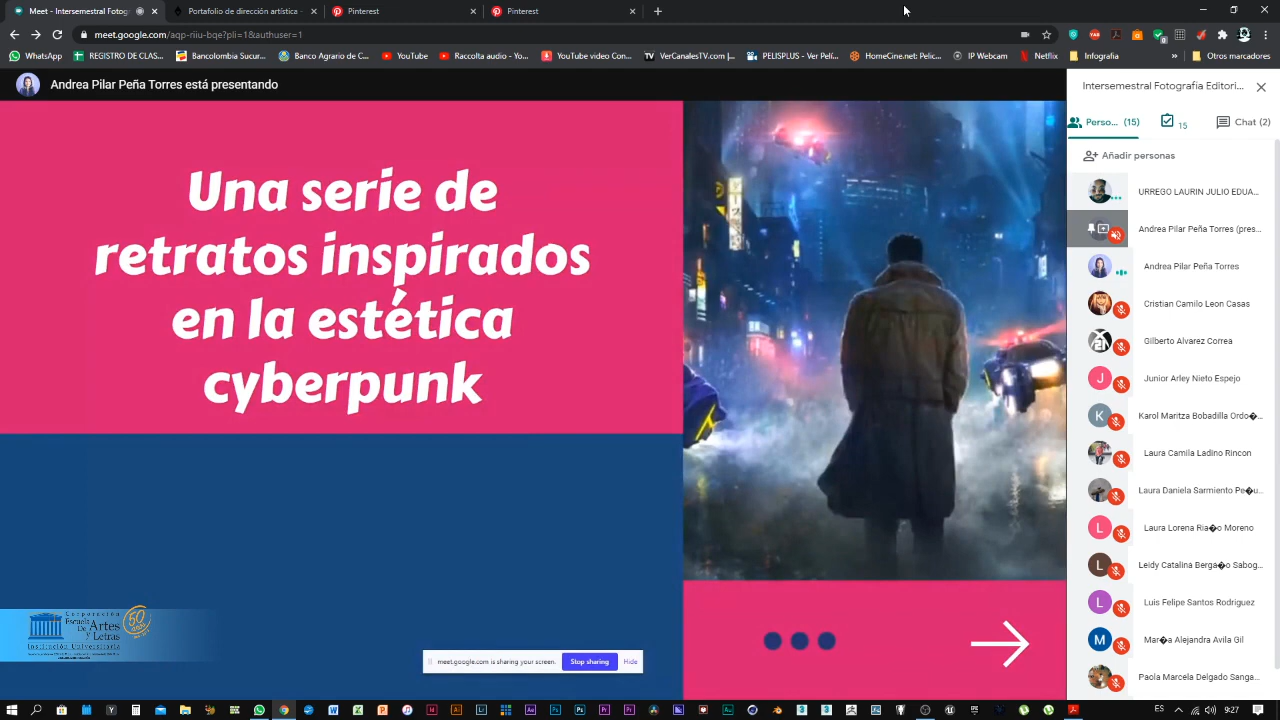 Meet - Intersemestral Fotog
Portafolio de dirección artística -
Pinterest
Pinterest
meet.google.com/aqp-riiu-bqe?pli=1&authuser=1
WhatsApp
REGISTRO DE CLAS...
Bancolombia Sucur...
Banco Agrario de C...
YouTube video Con...
Raccolta audio - Yo...
YouTube video Con...
VerCanalesTV.com |...
PELISPLUS - Ver Pelí...
HomeCine.net: Pelic...
IP Webcam
Netflix
Infografia
»
Otros marcadores
Andrea Pilar Peña Torres está presentando
Una serie de
retratos inspirados
en la estética
cyberpunk
Corporación
Escuela
De Artes
y Letras
Institución Universitaria
50
meet.google.com is sharing your screen.
Stop sharing
Hide
Intersemestral Fotografía Editori...
Perso... (15)
15
Chat (2)
Añadir personas
URREGO LAURIN JULIO EDUA...
Andrea Pilar Peña Torres (pres...
Andrea Pilar Peña Torres
Cristian Camilo Leon Casas
Gilberto Alvarez Correa
J Junior Arley Nieto Espejo
K Karol Maritza Bobadilla Ordo�...
Laura Camila Ladino Rincon
Laura Daniela Sarmiento Pe�u...
L Laura Lorena Ria�o Moreno
L Leidy Catalina Berga�o Sabog...
L Luis Felipe Santos Rodriguez
M Mar�a Alejandra Avila Gil
Paola Marcela Delgado Sanga...
ES
9:27